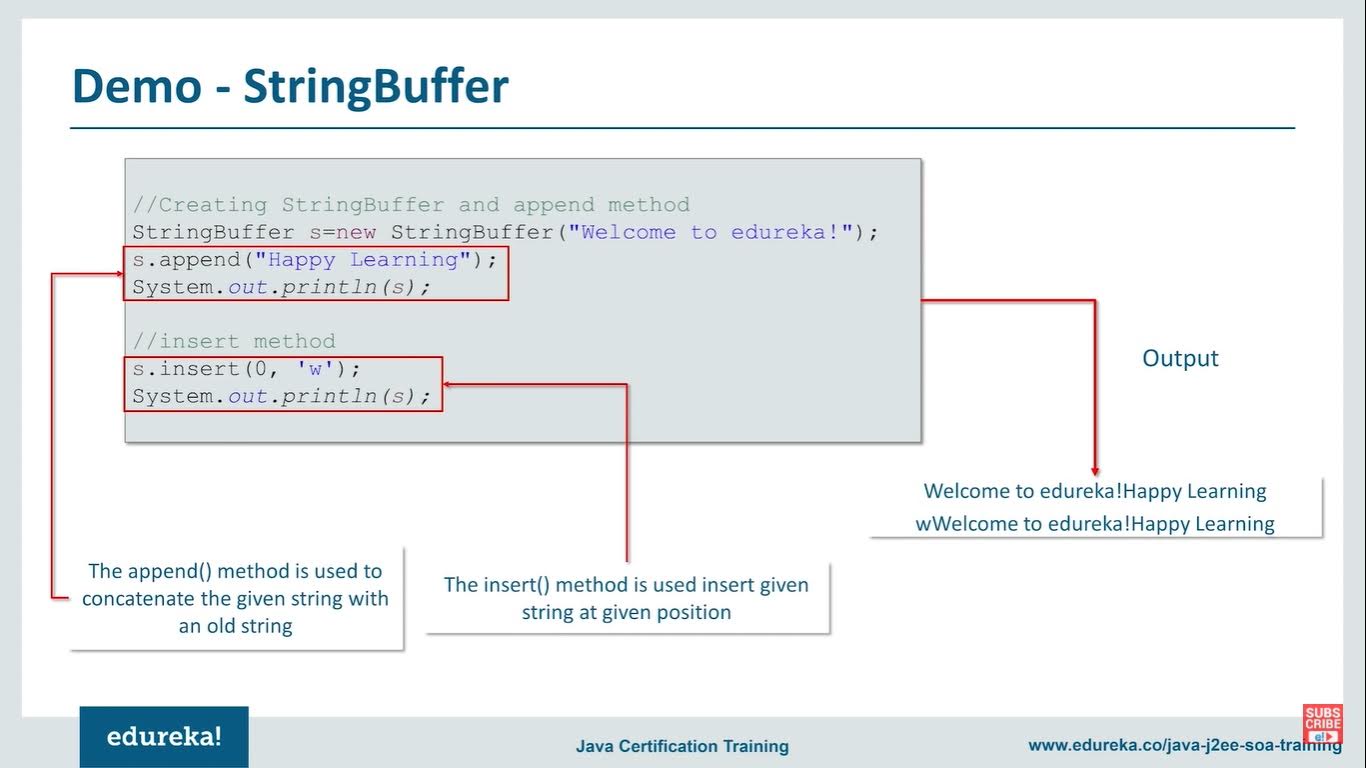 Demo - StringBuffer
//Creating StringBuffer and append method
StringBuffer s=new StringBuffer("Welcome to edureka!");
s.append("Happy Learning");
System.out.println(s);
//insert method
s.insert(0, 'w');
System.out.println(s);
Output
Welcome to edureka!Happy Learning
wWelcome to edureka!Happy Learning
The append() method is used to
concatenate the given string with
an old string
The insert() method is used insert given
string at given position
edureka!
Java Certification Training
www.edureka.co/java-j2ee-soa-training
SUBS
CRIBE
e!